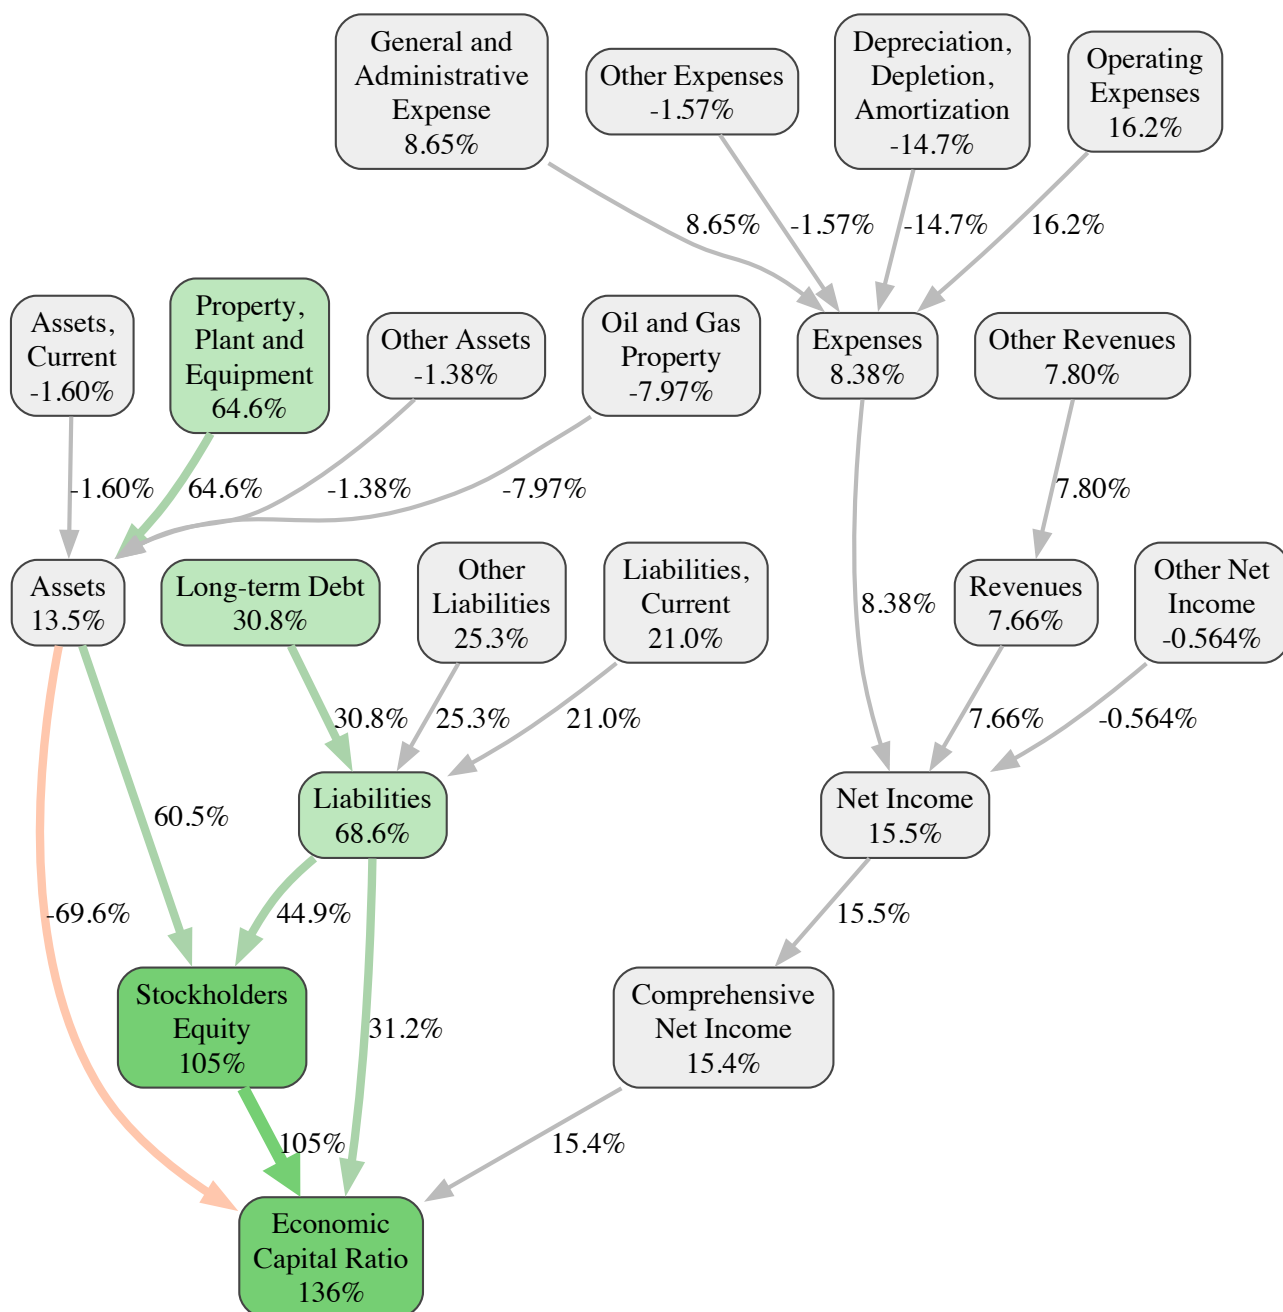 General and
Administrative
Expense
8.65%
Other Expenses
-1.57%
Depreciation,
Depletion,
Amortization
-14.7%
Operating
Expenses
16.2%
8.65%
-1.57%
-14.7%
16.2%
Assets,
Current
-1.60%
Property,
Plant and
Equipment
64.6%
Other Assets
-1.38%
Oil and Gas
Property
-7.97%
Expenses
8.38%
Other Revenues
7.80%
-1.60%
64.6%
-1.38%
-7.97%
7.80%
Assets
13.5%
Long-term Debt
30.8%
Other
Liabilities
25.3%
Liabilities,
Current
21.0%
8.38%
Revenues
7.66%
Other Net
Income
-0.564%
30.8%
25.3%
21.0%
7.66%
-0.564%
60.5%
Liabilities
68.6%
Net Income
15.5%
-69.6%
44.9%
15.5%
Stockholders
Equity
105%
31.2%
Comprehensive
Net Income
15.4%
105%
15.4%
Economic
Capital Ratio
136%